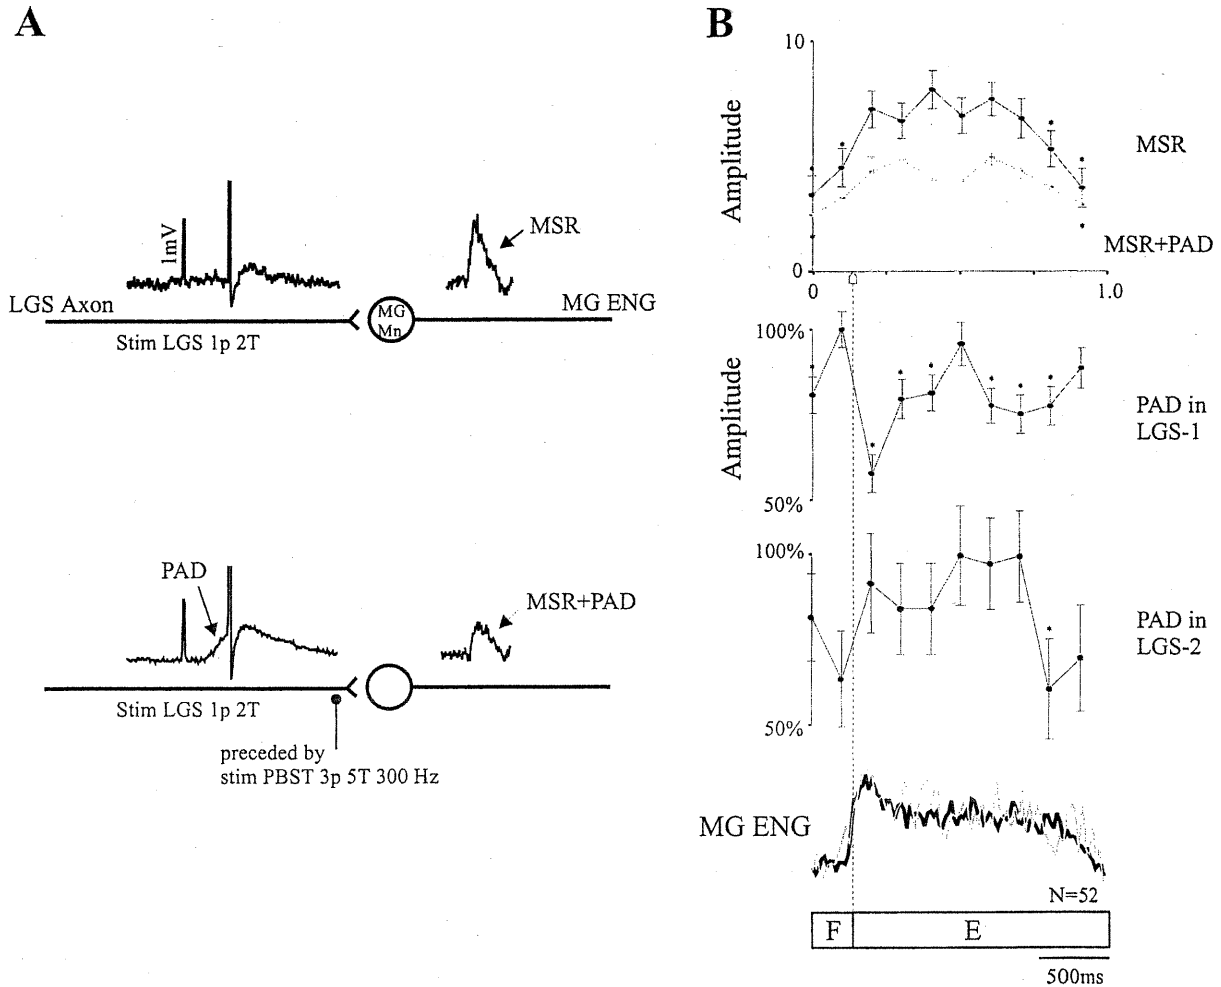 A
1mV
MSR
LGS Axon
MG ENG
MG
Mn
Stim LGS 1p 2T
PAD
MSR+PAD
Stim LGS 1p 2T
preceded by
stim PBST 3p 5T 300 Hz
B
10
Amplitude
MSR
MSR+PAD
0
0
1.0
100%
Amplitude
PAD in
LGS-1
50%
100%
PAD in
LGS-2
50%
MG ENG
N=52
F
E
500ms